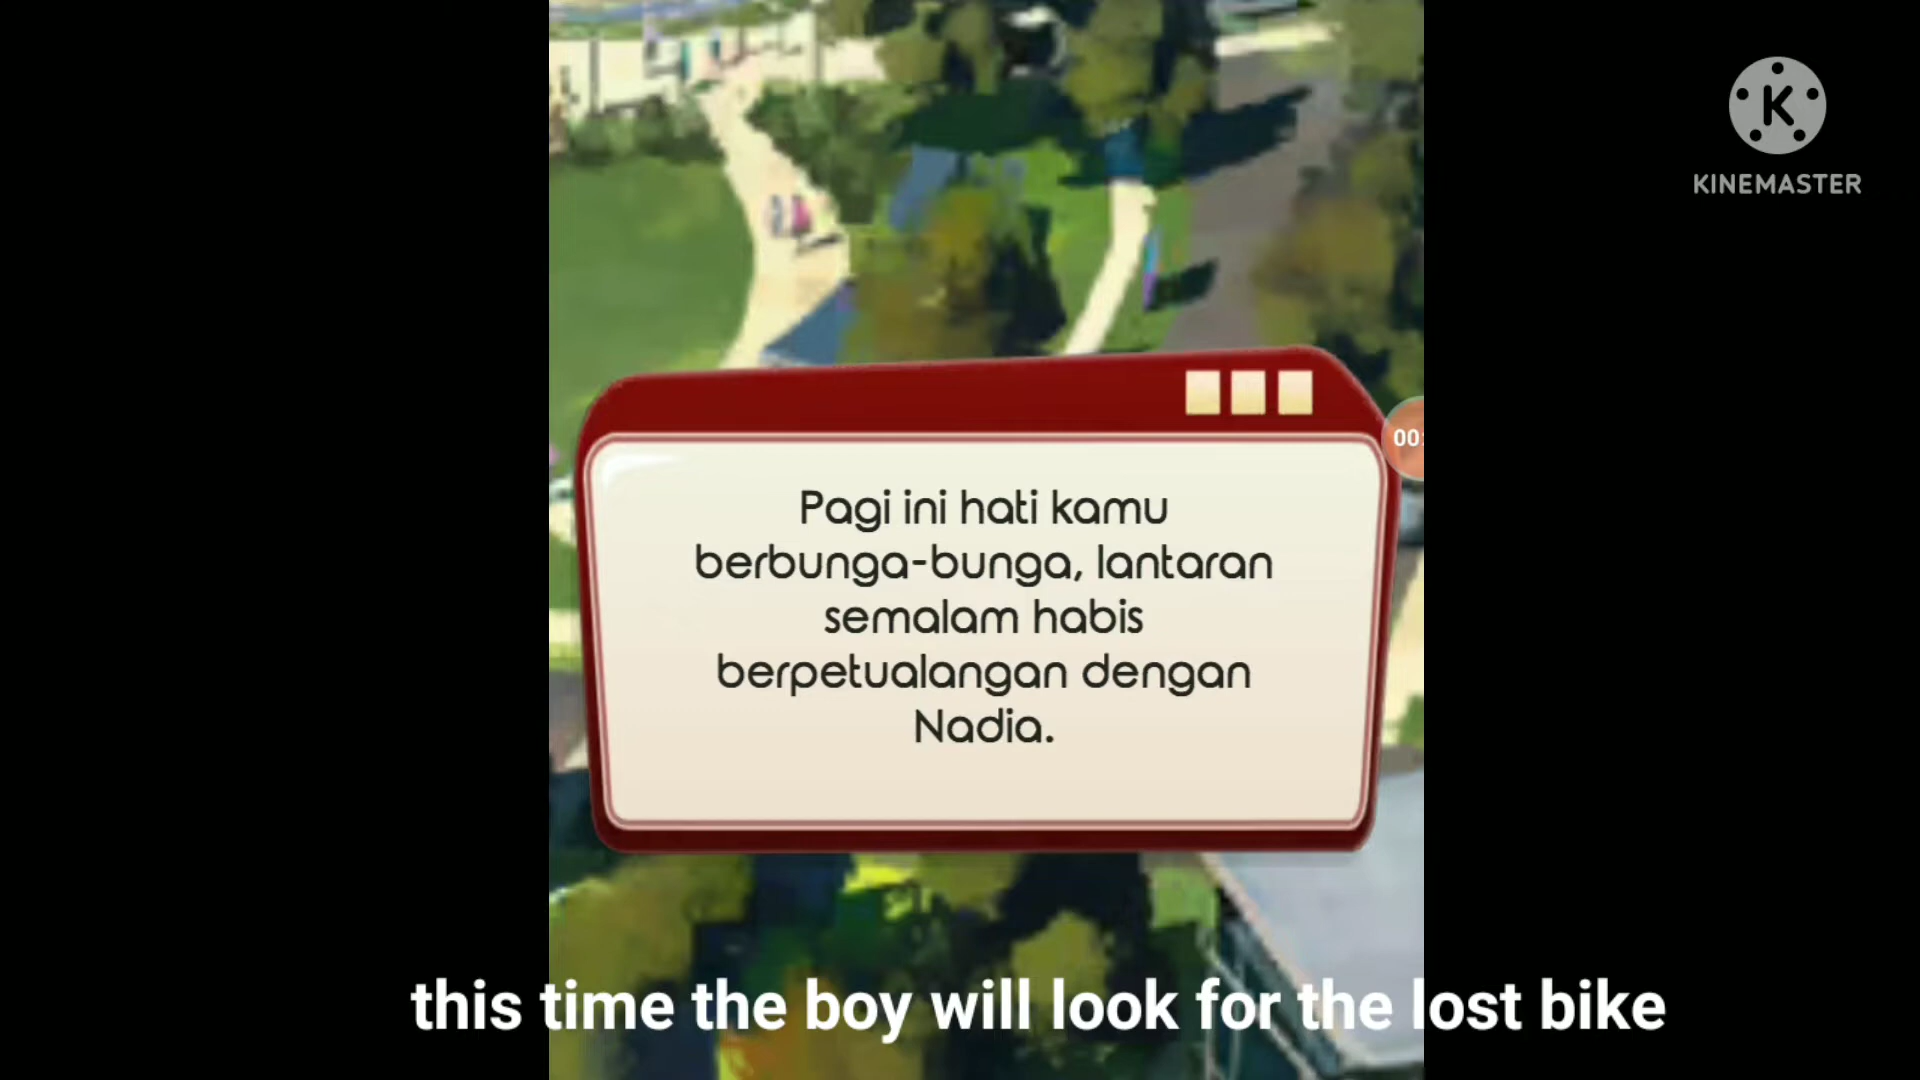 K
KINEMASTER
00:
Pagi ini hati kamu
berbunga-bunga, lantaran
semalam habis
berpetualangan dengan
Nadia.
this time the boy will look for the lost bike